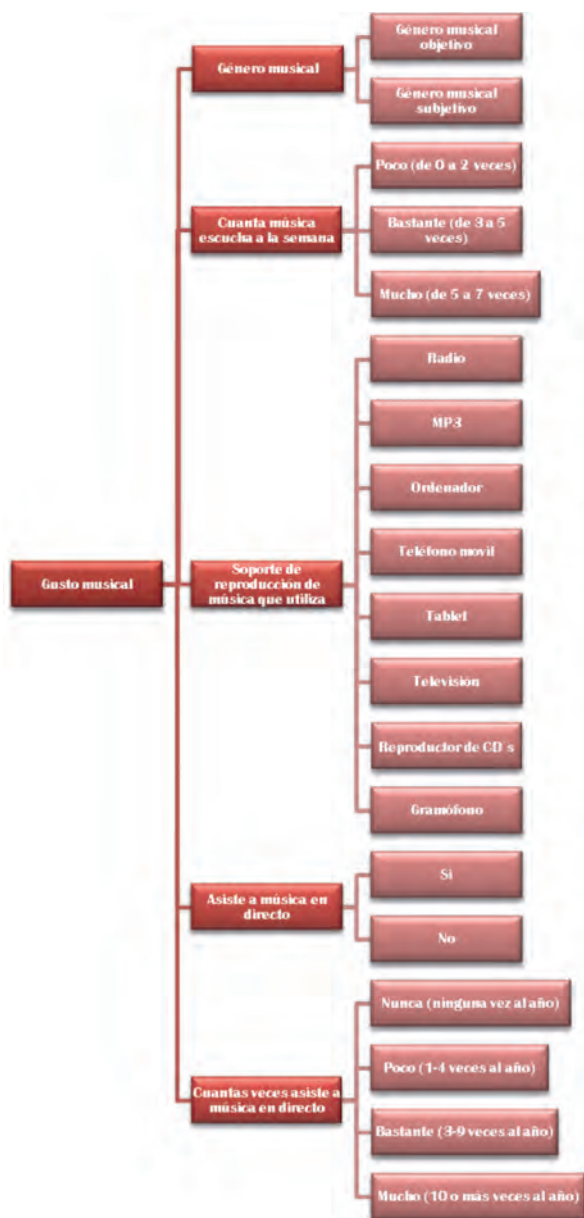 Gusto musical
Género musical
Género musical
objetivo
Género musical
subjetivo
Cuanta música
escucha a la semana
Poco (de 0 a 2 veces)
Bastante (de 3 a 5
veces)
Mucho (de 5 a 7 veces)
Soporte de
reproducción de
música que utiliza
Radio
MP3
Ordenador
Teléfono movil
Tablet
Televisión
Reproductor de CD´s
Gramófono
Asiste a música en
directo
Si
No
Cuantas veces asiste a
música en directo
Nunca (ninguna vez al año)
Poco (1-4 veces al año)
Bastante (3-9 veces al año)
Mucho (10 o más veces al año)